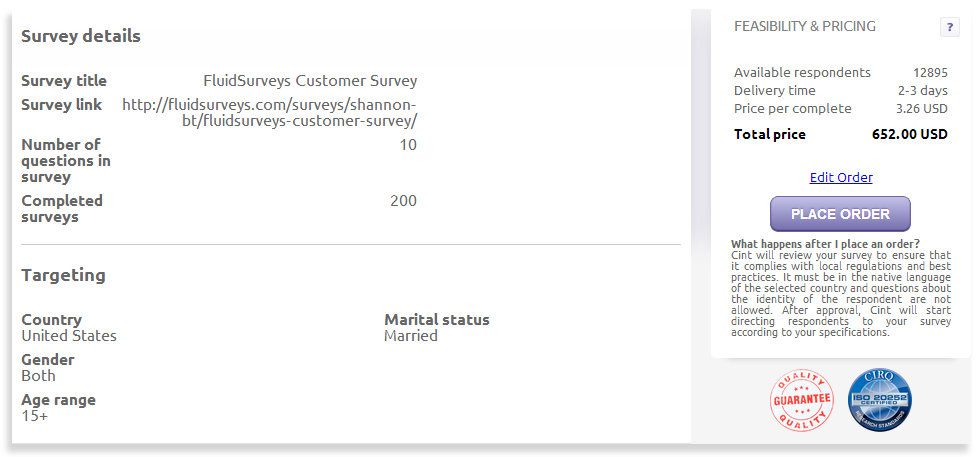 Survey details
Survey title FluidSurveys Customer Survey
Survey link http://fluidsurveys.com/surveys/shannon-
bt/fluidsurveys-customer-survey/
Number of 10
questions in
survey
Completed 200
surveys
Targeting
Country Marital status
United States Married
Gender
Both
Age range
15+
FEASIBILITY & PRICING ?
Available respondents 12895
Delivery time 2-3 days
Price per complete 3.26 USD
Total price 652.00 USD
Edit Order
PLACE ORDER
What happens after I place an order?
Cint will review your survey to ensure that
it complies with local regulations and best
practices. It must be in the native language
of the selected country and questions about
the identity of the respondent are not
allowed. After approval, Cint will start
directing respondents to your survey
according to your specifications.
QUALITY
GUARANTEE
QUALITY
CIRQ
ISO 20252
CERTIFIED
RESEARCH STANDARDS